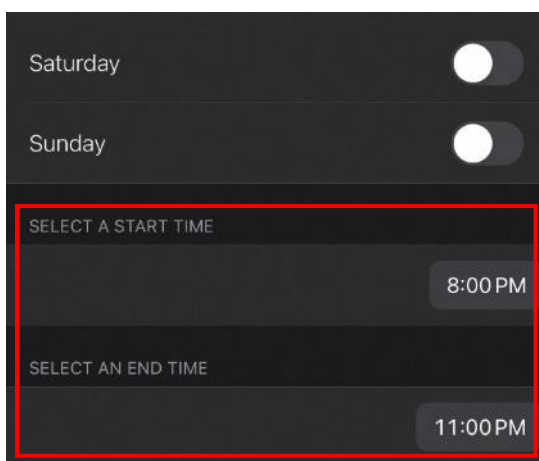 Saturday
Sunday
SELECT A START TIME
8:00 PM
SELECT AN END TIME
11:00 PM